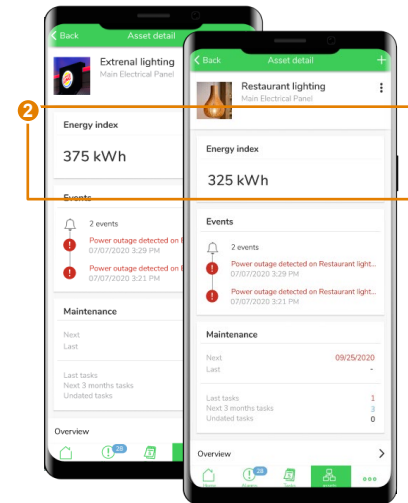 Back
Asset detail
Extrenal lighting
Main Electrical Panel
2
Energy index
375 kWh
Events
2 events
Power outage detected on
07/07/2020 3:29 PM
Power outage detected on
07/07/2020 3:21 PM
Maintenance
Next
Last
Last tasks
Next 3 months tasks
Undated tasks
Overview
28
Back
Asset detail
Restaurant lighting
Main Electrical Panel
Energy index
325 kWh
Events
2 events
Power outage detected on Restaurant light...
07/07/2020 3:29 PM
Power outage detected on Restaurant light...
07/07/2020 3:21 PM
Maintenance
Next 09/25/2020
Last -
Last tasks 1
Next 3 months tasks 3
Undated tasks 0
Overview
28
Home
Alarms
Tasks